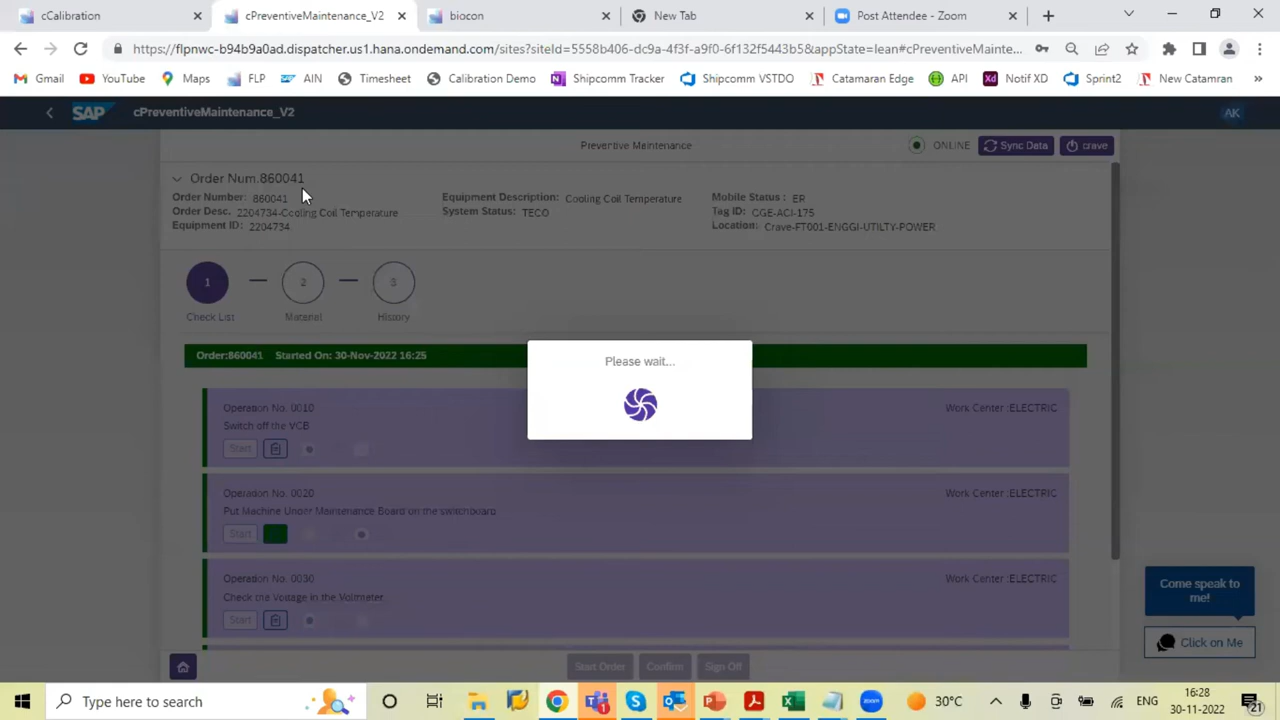 cCalibration
cPreventiveMaintenance_V2
biocon
New Tab
Post Attendee - Zoom
https://flpnwc-b94b9a0ad.dispatcher.us1.hana.ondemand.com/sites?siteId=5558b406-dc9a-4f3f-a9f0-6f132f5443b5&appState=lean#cPreventiveMainte...
Gmail YouTube Maps FLP AIN Timesheet Calibration Demo Shipcomm Tracker Shipcomm VSTDO Catamaran Edge API Notif XD Sprint2 New Catamran »
SAP cPreventiveMaintenance_V2 AK
Preventive Maintenance ONLINE Sync Data crave
Order Num.860041
Order Number: 860041 Equipment Description: Cooling Coil Temperature Mobile Status : ER
Order Desc. 2204734-Cooling Coil Temperature System Status: TECO Tag ID: CGE-ACI-175
Equipment ID: 2204734 Location: Crave-FT001-ENGGI-UTILTY-POWER
1 2 3
Check List Material History
Order:860041 Started On: 30-Nov-2022 16:25
Please wait...
Operation No. 0010 Work Center :ELECTRIC
Switch off the VCB
Start
Operation No. 0020 Work Center :ELECTRIC
Put Machine Under Maintenance Board on the switchboard
Start
Operation No. 0030 Work Center :ELECTRIC
Check the Voltage in the Voltmeter
Start
Come speak to
me!
Click on Me
Start Order Confirm Sign Off
Type here to search
30°C
ENG
16:28
30-11-2022
21